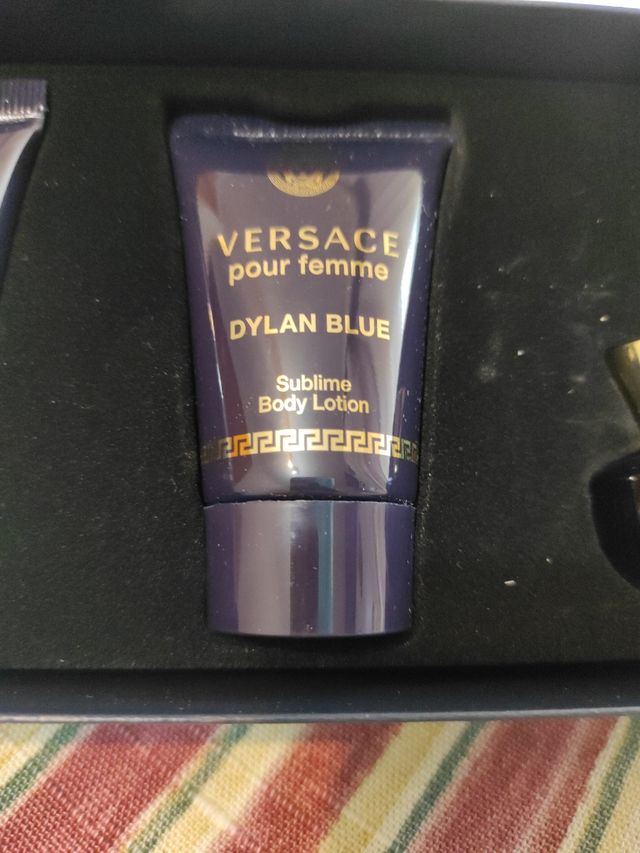 VERSACE
pour femme
DYLAN BLUE
Sublime
Body Lotion